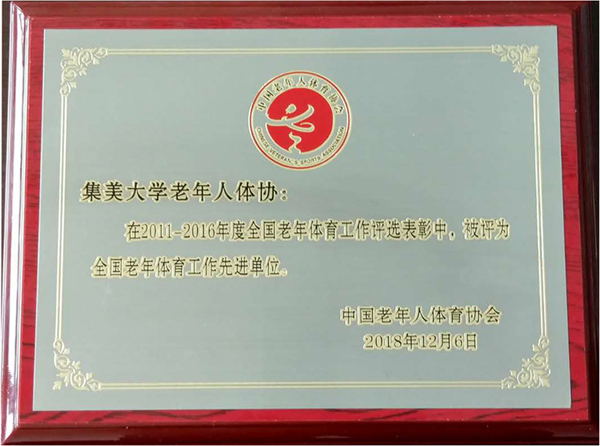 中国老年人体育协会
CHINESE VETERAN'S SPORTS ASSOCIATION
集美大学老年人体协：
在2011-2016年度全国老年体育工作评选表彰中，被评为
全国老年体育工作先进单位。
中国老年人体育协会
2018年12月6日